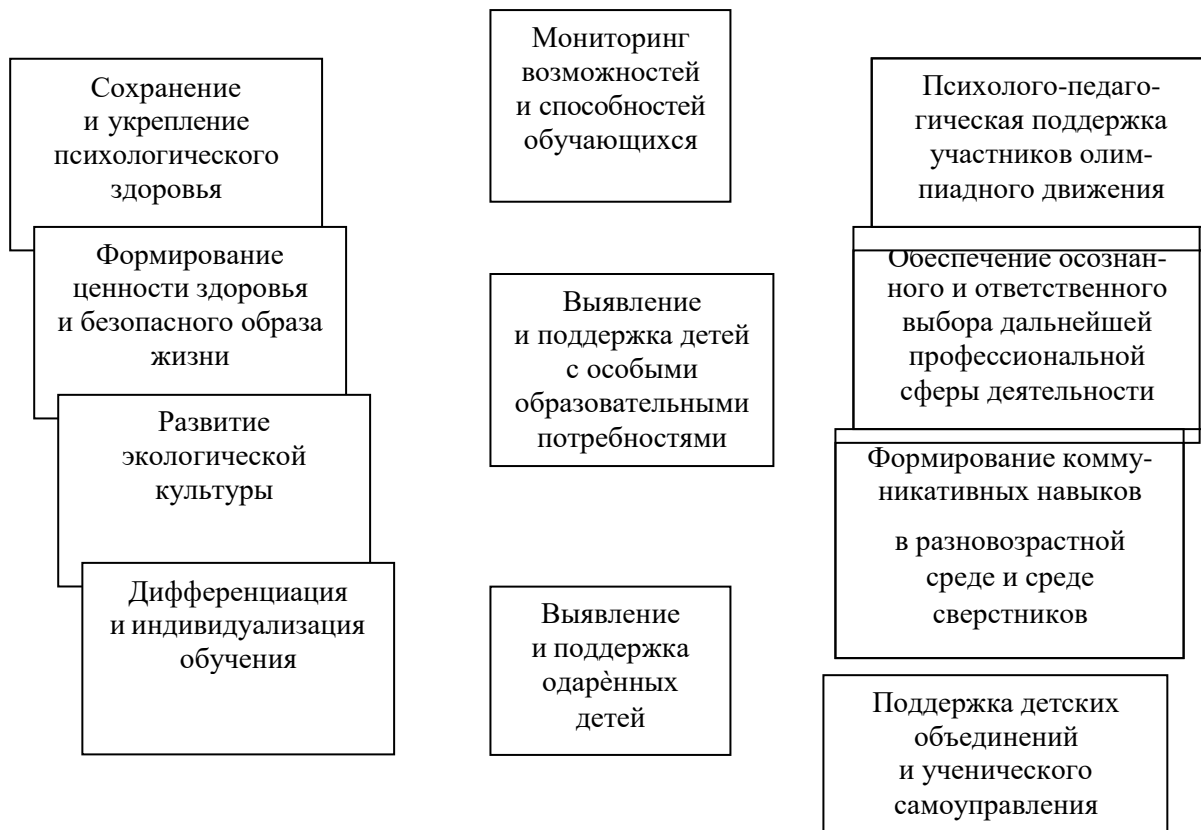 Сохранение
и укрепление
психологического
здоровья
Формирование
ценности здоровья
и безопасного образа
жизни
Развитие
экологической
культуры
Дифференциация
и индивидуализация
обучения
Мониторинг
возможностей
и способностей
обучающихся
Выявление
и поддержка детей
с особыми
образовательными
потребностями
Выявление
и поддержка
одарѐнных
детей
Психолого-педаго-
гическая поддержка
участников олим-
пиадного движения
Обеспечение осознан-
ного и ответственного
выбора дальнейшей
профессиональной
сферы деятельности
Формирование комму-
никативных навыков
в разновозрастной
среде и среде
сверстников
Поддержка детских
объединений
и ученического
самоуправления